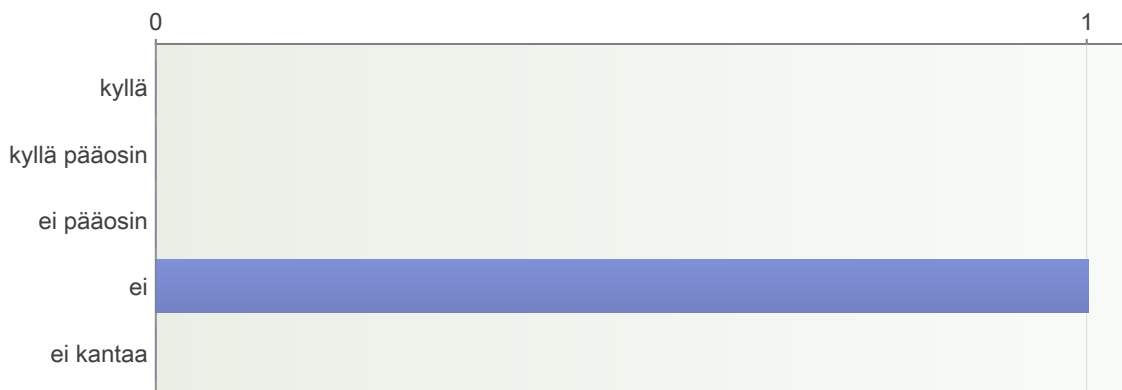 0 1
kyllä
kyllä pääosin
ei pääosin
ei
ei kantaa